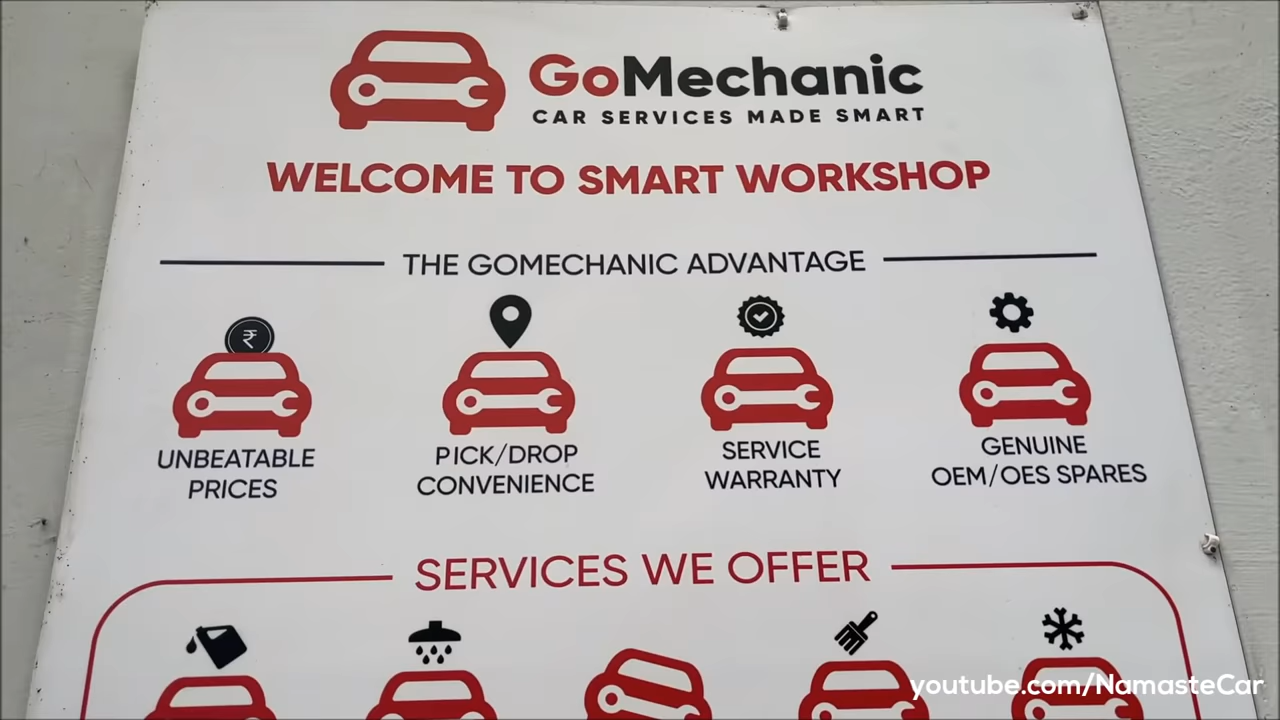 GoMechanic
CAR SERVICES MADE SMART
WELCOME TO SMART WORKSHOP
THE GOMECHANIC ADVANTAGE
₹
UNBEATABLE
PRICES
PICK/DROP
CONVENIENCE
SERVICE
WARRANTY
GENUINE
OEM/OES SPARES
SERVICES WE OFFER
youtube.com/NamasteCar